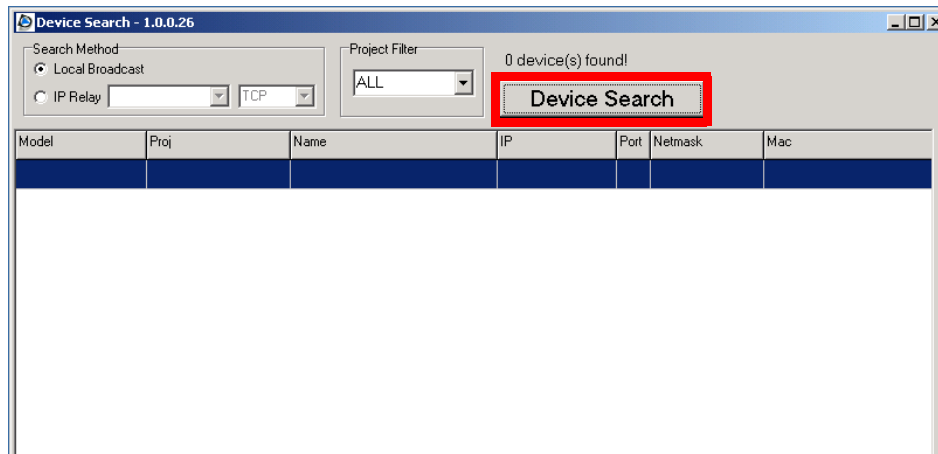 Device Search - 1.0.0.26
Search Method
Local Broadcast
IP Relay TCP
Project Filter
ALL
0 device(s) found!
Device Search
Model Proj Name IP Port Netmask Mac